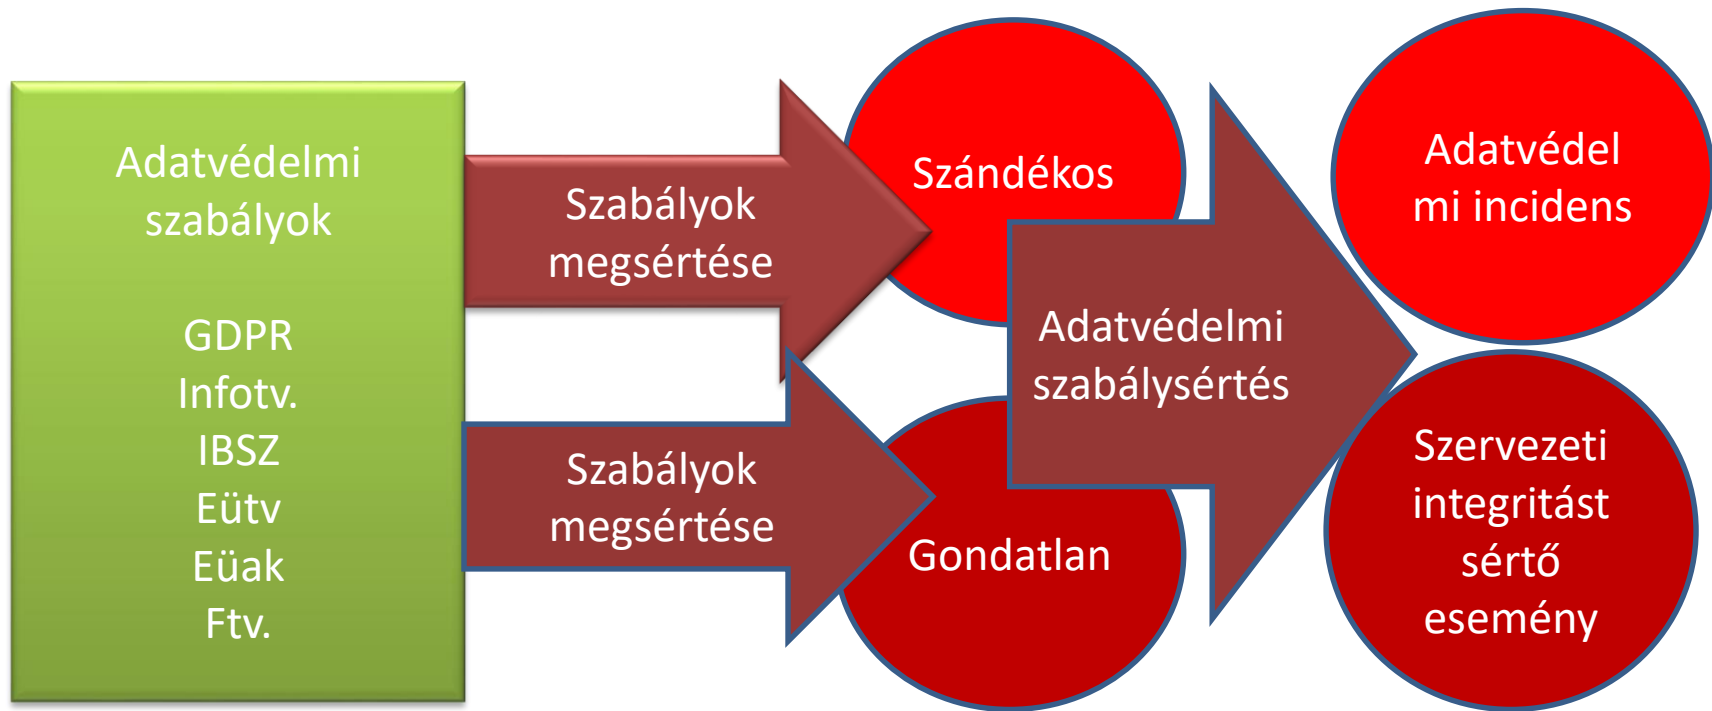 Adatvédelmi
szabályok
GDPR
Infotv.
IBSZ
Eütv
Eüak
Ftv.
Szabályok
megsértése
Szabályok
megsértése
Szándékos
Gondatlan
Adatvédelmi
szabálysértés
Adatvédel
mi incidens
Szervezeti
integritást
sértő
esemény